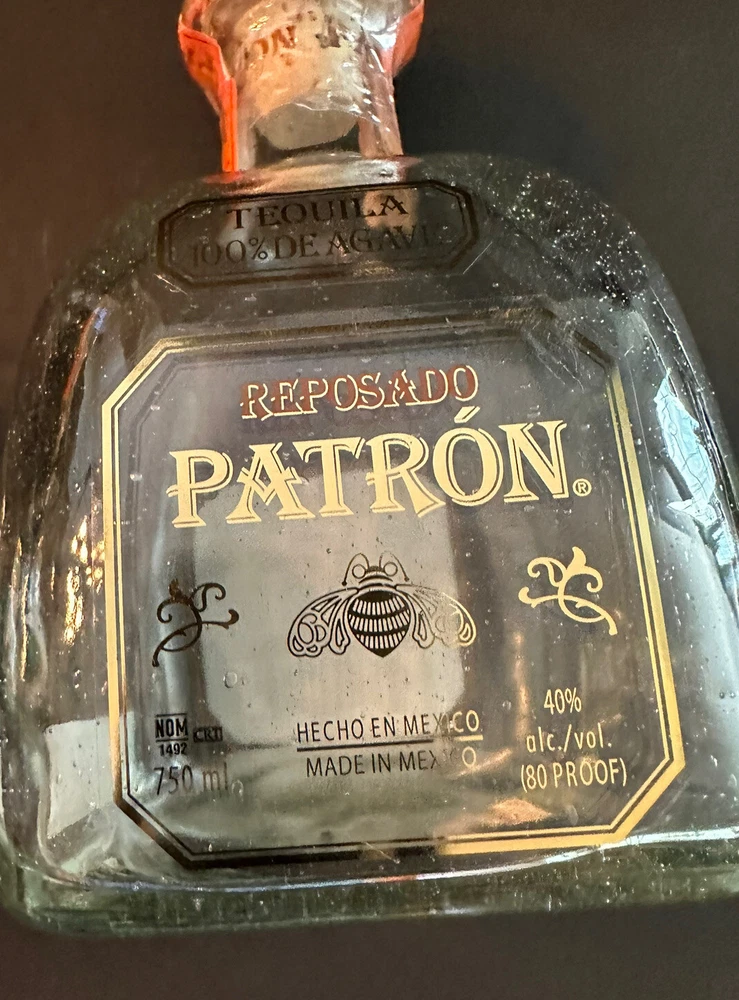 TEQUILA
100% DE AGAVE
REPOSADO
PATRÓN®
40%
alc./vol.
(80 PROOF)
NOM
1492
CRT
750 ml
HECHO EN MEXICO
MADE IN MEXICO